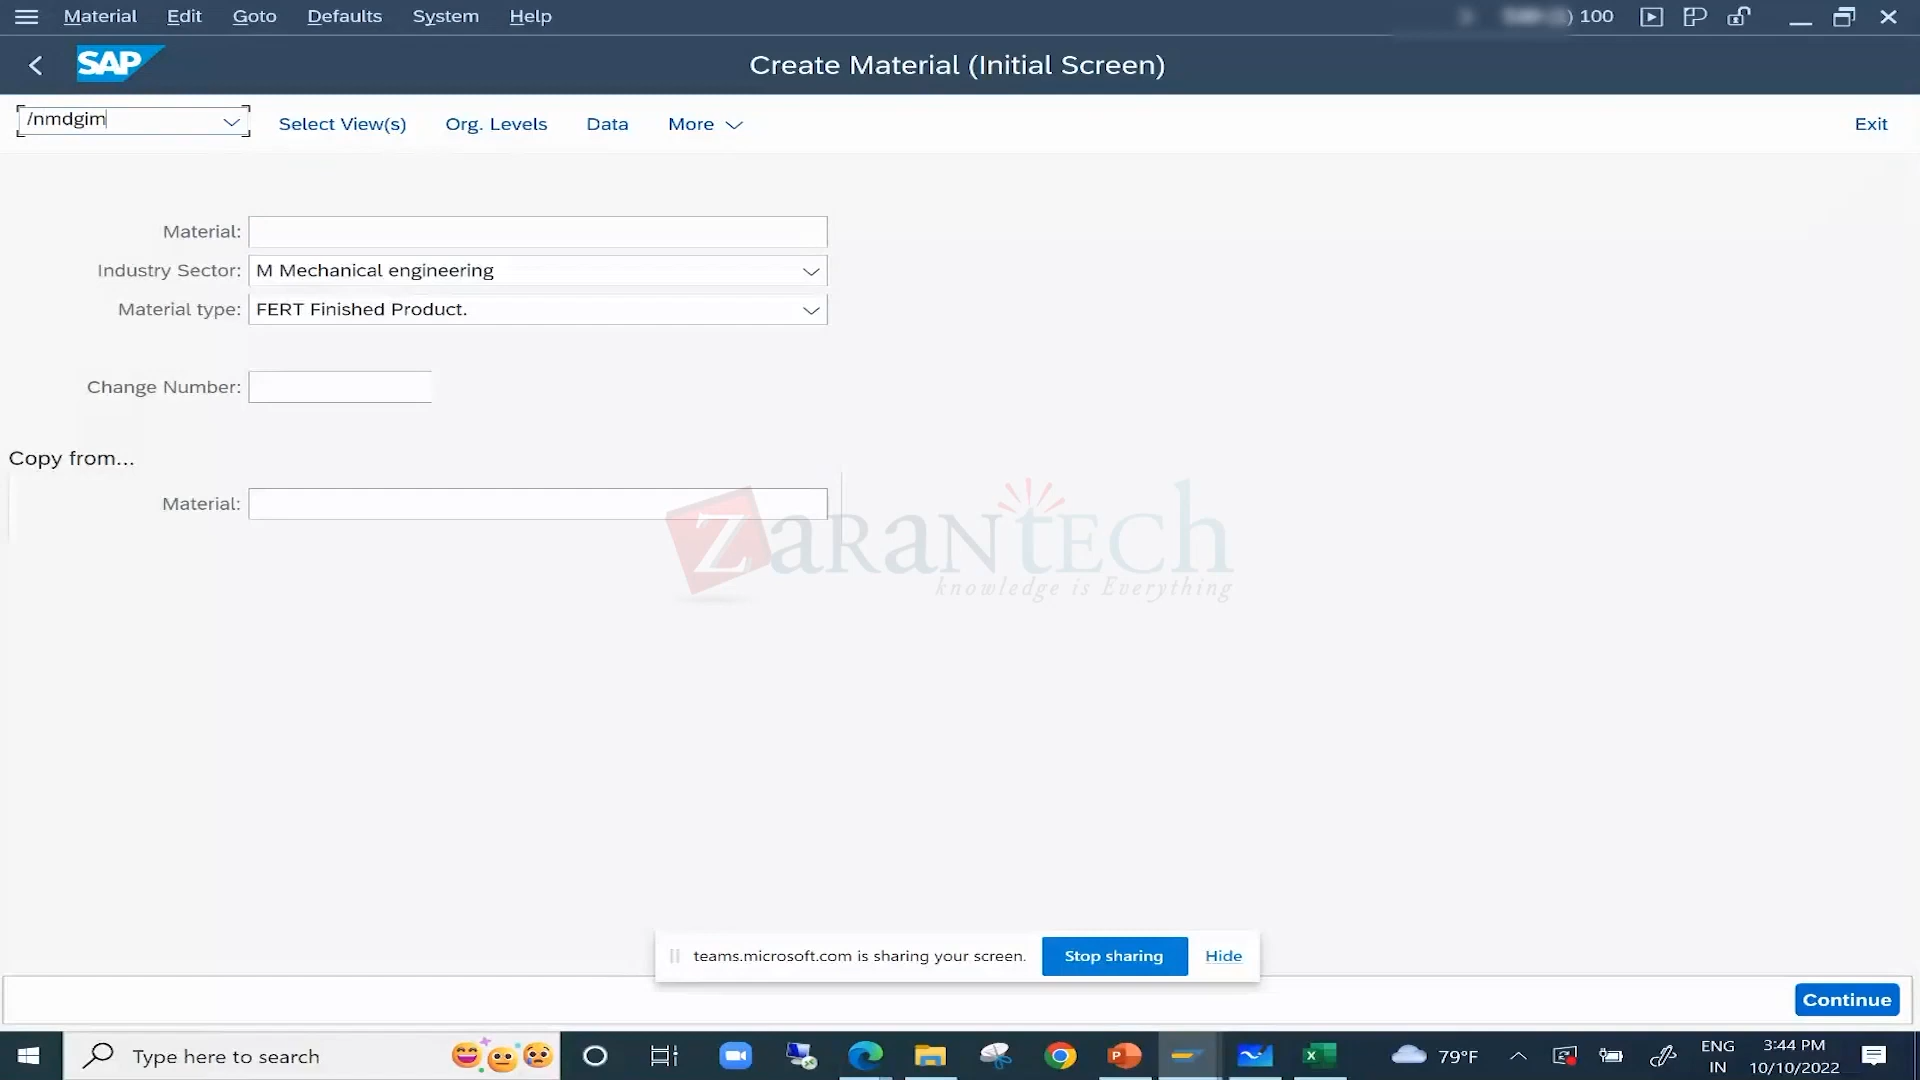 Material Edit Goto Defaults System Help
) 100
SAP
Create Material (Initial Screen)
/nmdgim
Select View(s) Org. Levels Data More Exit
Material:
Industry Sector: M Mechanical engineering
Material type: FERT Finished Product.
Change Number:
Copy from...
Material:
ZARANTECH
knowledge is Everything
teams.microsoft.com is sharing your screen. Stop sharing Hide
Continue
Type here to search
79°F
ENG
IN
3:44 PM
10/10/2022